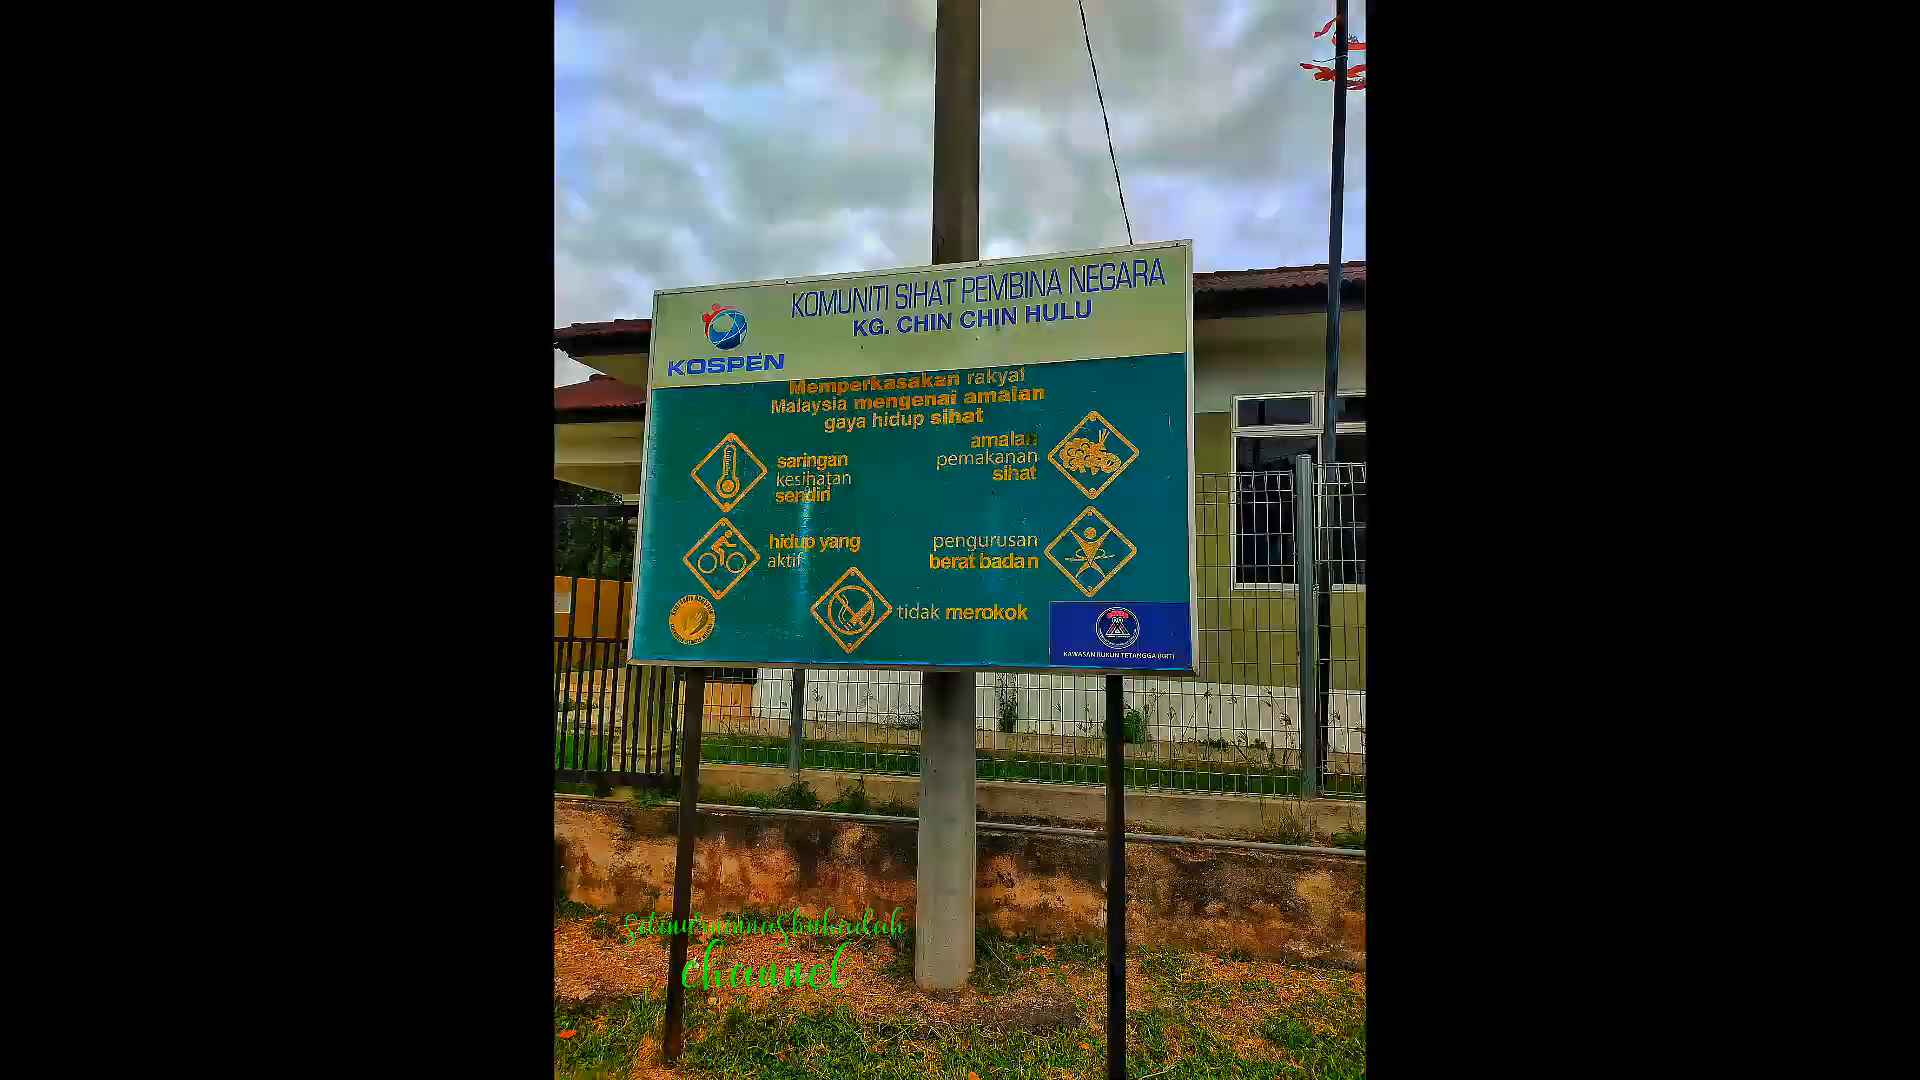 KOMUNITI SIHAT PEMBINA NEGARA
KG. CHIN CHIN HULU
KOSPEN
Memperkasakan rakyat
Malaysia mengenai amalan
gaya hidup sihat
saringan
kesihatan
sendiri
amalan
pemakanan
sihat
hidup yang
aktif
pengurusan
berat badan
tidak merokok
KAWASAN RUKUN TETANGGA (KRT)
channel